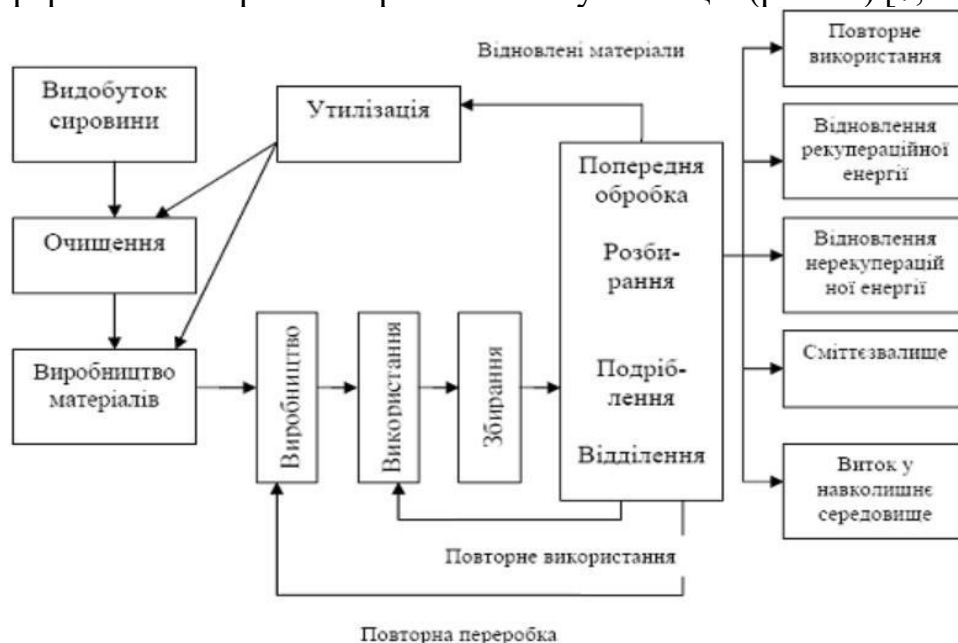 Відновлені матеріали
Повторне
використання
Видобуток
сировини
Утилізація
Відновлення
рекупераційної
енергії
Попередня
обробка
Очищення
Розби-
рання
Відновлення
нерекуперацій
ної енергії
Виробництво
матеріалів
Виробництво
Використання
Збирання
Подріб-
лення
Сміттєзвалище
Відділення
Виток у
навколишнє
середовище
Повторне використання
Повторна переробка